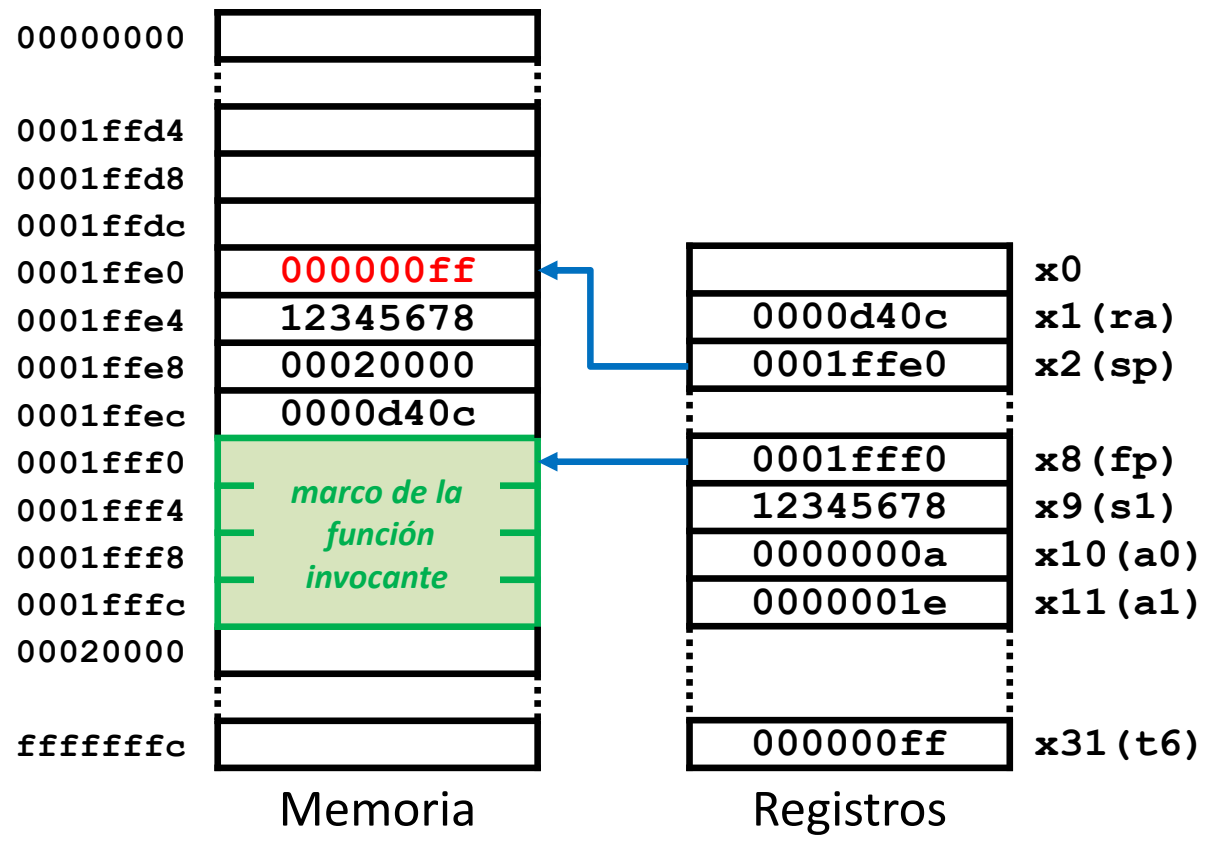 00000000
0001ffd4
0001ffd8
0001ffdc
0001ffe0 000000ff x0
0001ffe4 12345678 0000d40c x1(ra)
0001ffe8 00020000 0001ffe0 x2(sp)
0001ffec 0000d40c
0001fff0 0001fff0 x8(fp)
marco de la
0001fff4 12345678 x9(s1)
función
0001fff8 0000000a x10(a0)
invocante
0001fffc 0000001e x11(a1)
00020000
fffffffc 000000ff x31(t6)
Memoria Registros